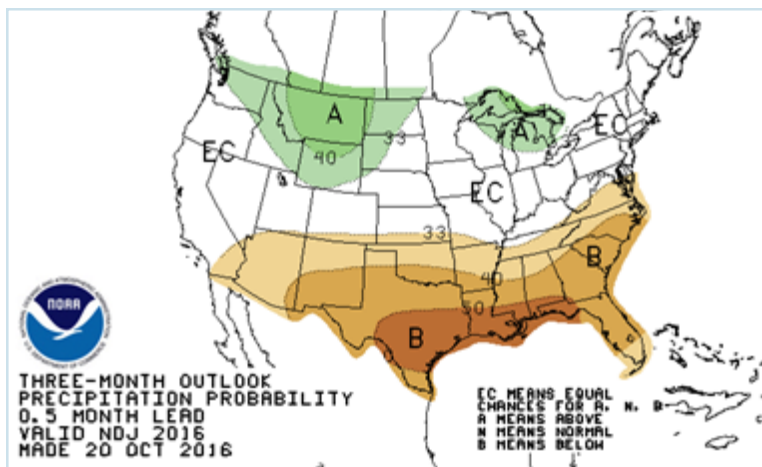 A
A
33
EC
EC
40
EC
33
B
40
50
B
NOAA
THREE-MONTH OUTLOOK
PRECIPITATION PROBABILITY
0.5 MONTH LEAD
VALID NDJ 2016
MADE 20 OCT 2016
EC MEANS EQUAL
CHANCES FOR A, N, B
A MEANS ABOVE
N MEANS NORMAL
B MEANS BELOW